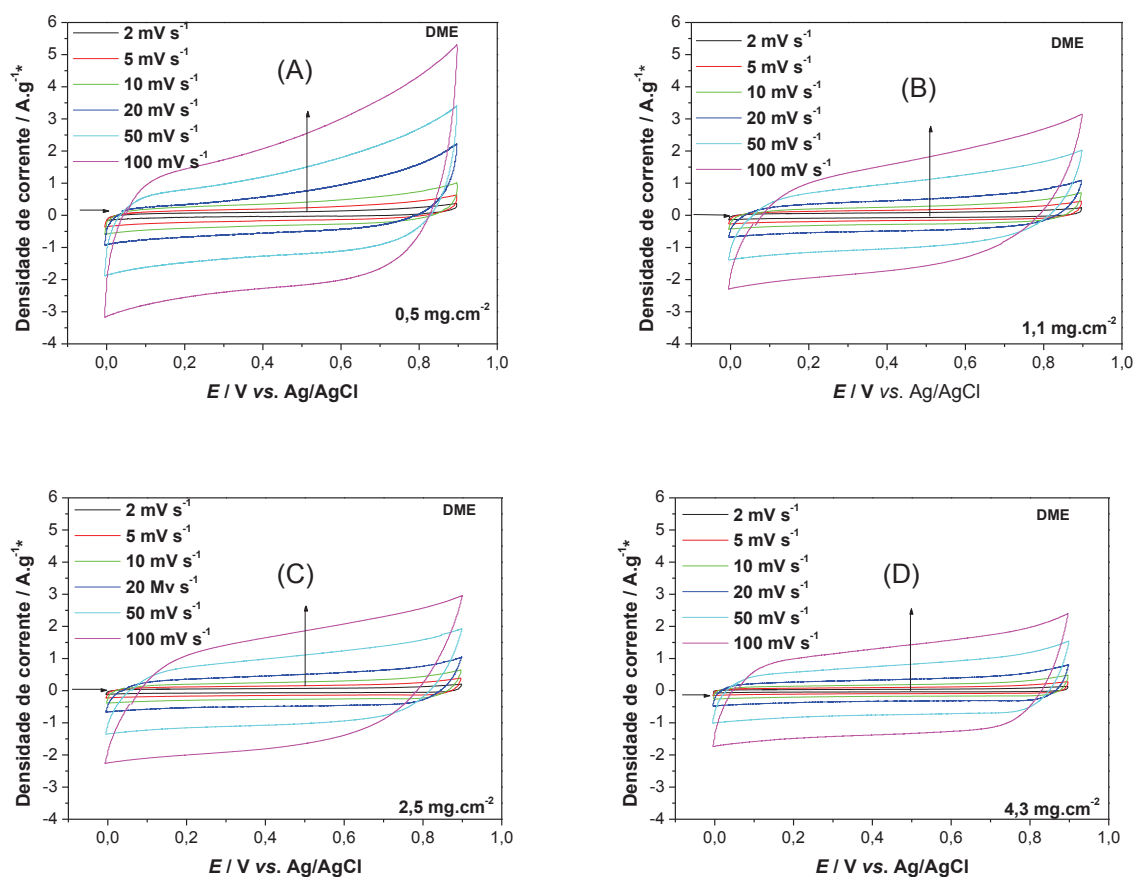 6
5
4
3
2
1
0
-1
-2
-3
-4
Densidade de corrente / A.g⁻¹*
2 mV s⁻¹
5 mV s⁻¹
10 mV s⁻¹
20 mV s⁻¹
50 mV s⁻¹
100 mV s⁻¹
DME
(A)
0,5 mg.cm⁻²
0,0 0,2 0,4 0,6 0,8 1,0
E / V vs. Ag/AgCl
6
5
4
3
2
1
0
-1
-2
-3
-4
Densidade de corrente / A.g⁻¹*
2 mV s⁻¹
5 mV s⁻¹
10 mV s⁻¹
20 mV s⁻¹
50 mV s⁻¹
100 mV s⁻¹
DME
(B)
1,1 mg.cm⁻²
0,0 0,2 0,4 0,6 0,8 1,0
E / V vs. Ag/AgCl
6
5
4
3
2
1
0
-1
-2
-3
-4
Densidade de corrente / A.g⁻¹*
2 mV s⁻¹
5 mV s⁻¹
10 mV s⁻¹
20 Mv s⁻¹
50 mV s⁻¹
100 mV s⁻¹
DME
(C)
2,5 mg.cm⁻²
0,0 0,2 0,4 0,6 0,8 1,0
E / V vs. Ag/AgCl
6
5
4
3
2
1
0
-1
-2
-3
-4
Densidade de corrente / A.g⁻¹*
2 mV s⁻¹
5 mV s⁻¹
10 mV s⁻¹
20 mV s⁻¹
50 mV s⁻¹
100 mV s⁻¹
DME
(D)
4,3 mg.cm⁻²
0,0 0,2 0,4 0,6 0,8 1,0
E / V vs. Ag/AgCl